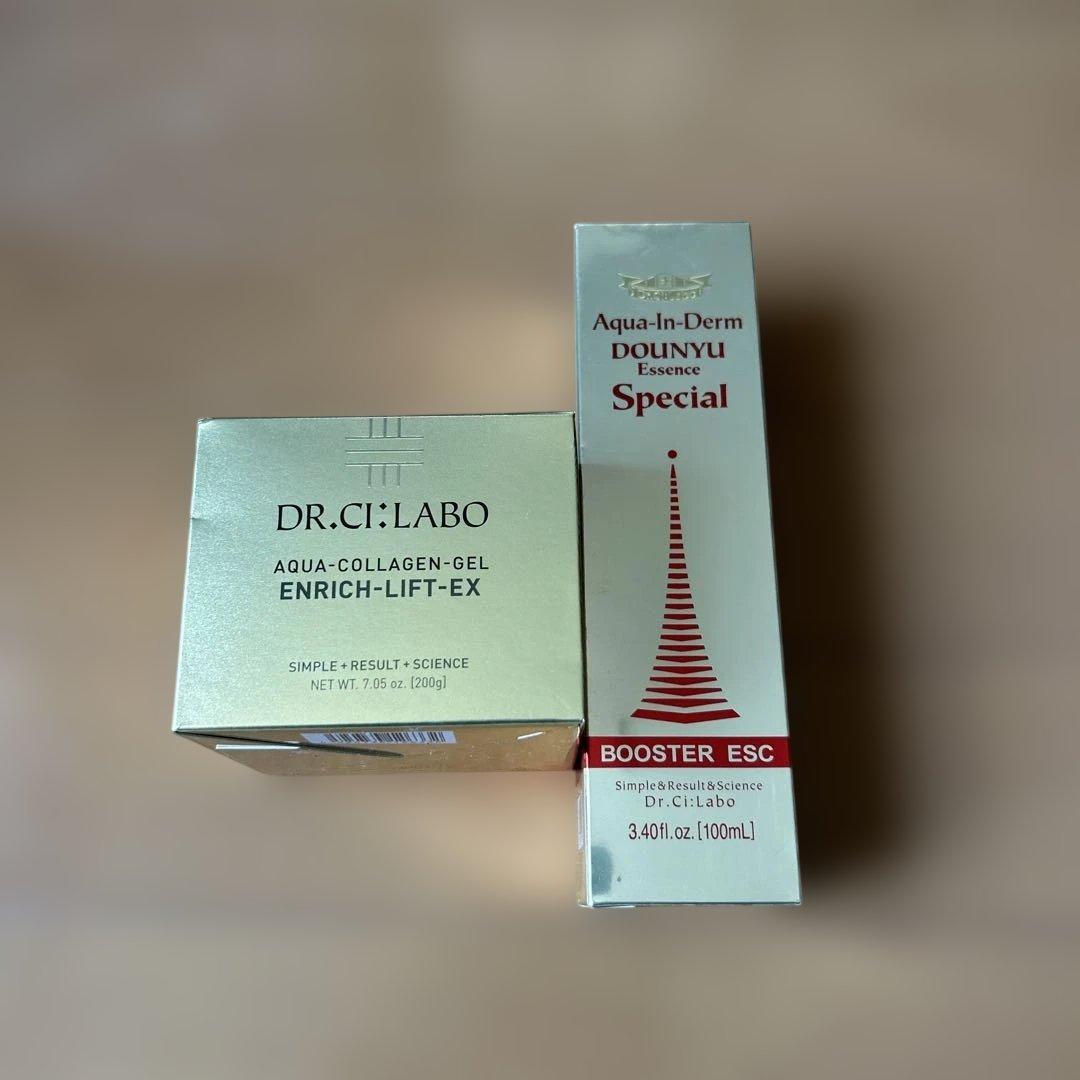 DR.CI:LABO
AQUA-COLLAGEN-GEL
ENRICH-LIFT-EX
SIMPLE + RESULT + SCIENCE
NET WT. 7.05 oz. [200g]
Aqua-In-Derm
DOUNYU
Essence
Special
BOOSTER ESC
Simple&Result&Science
Dr.Ci:Labo
3.40fl.oz.[100mL]